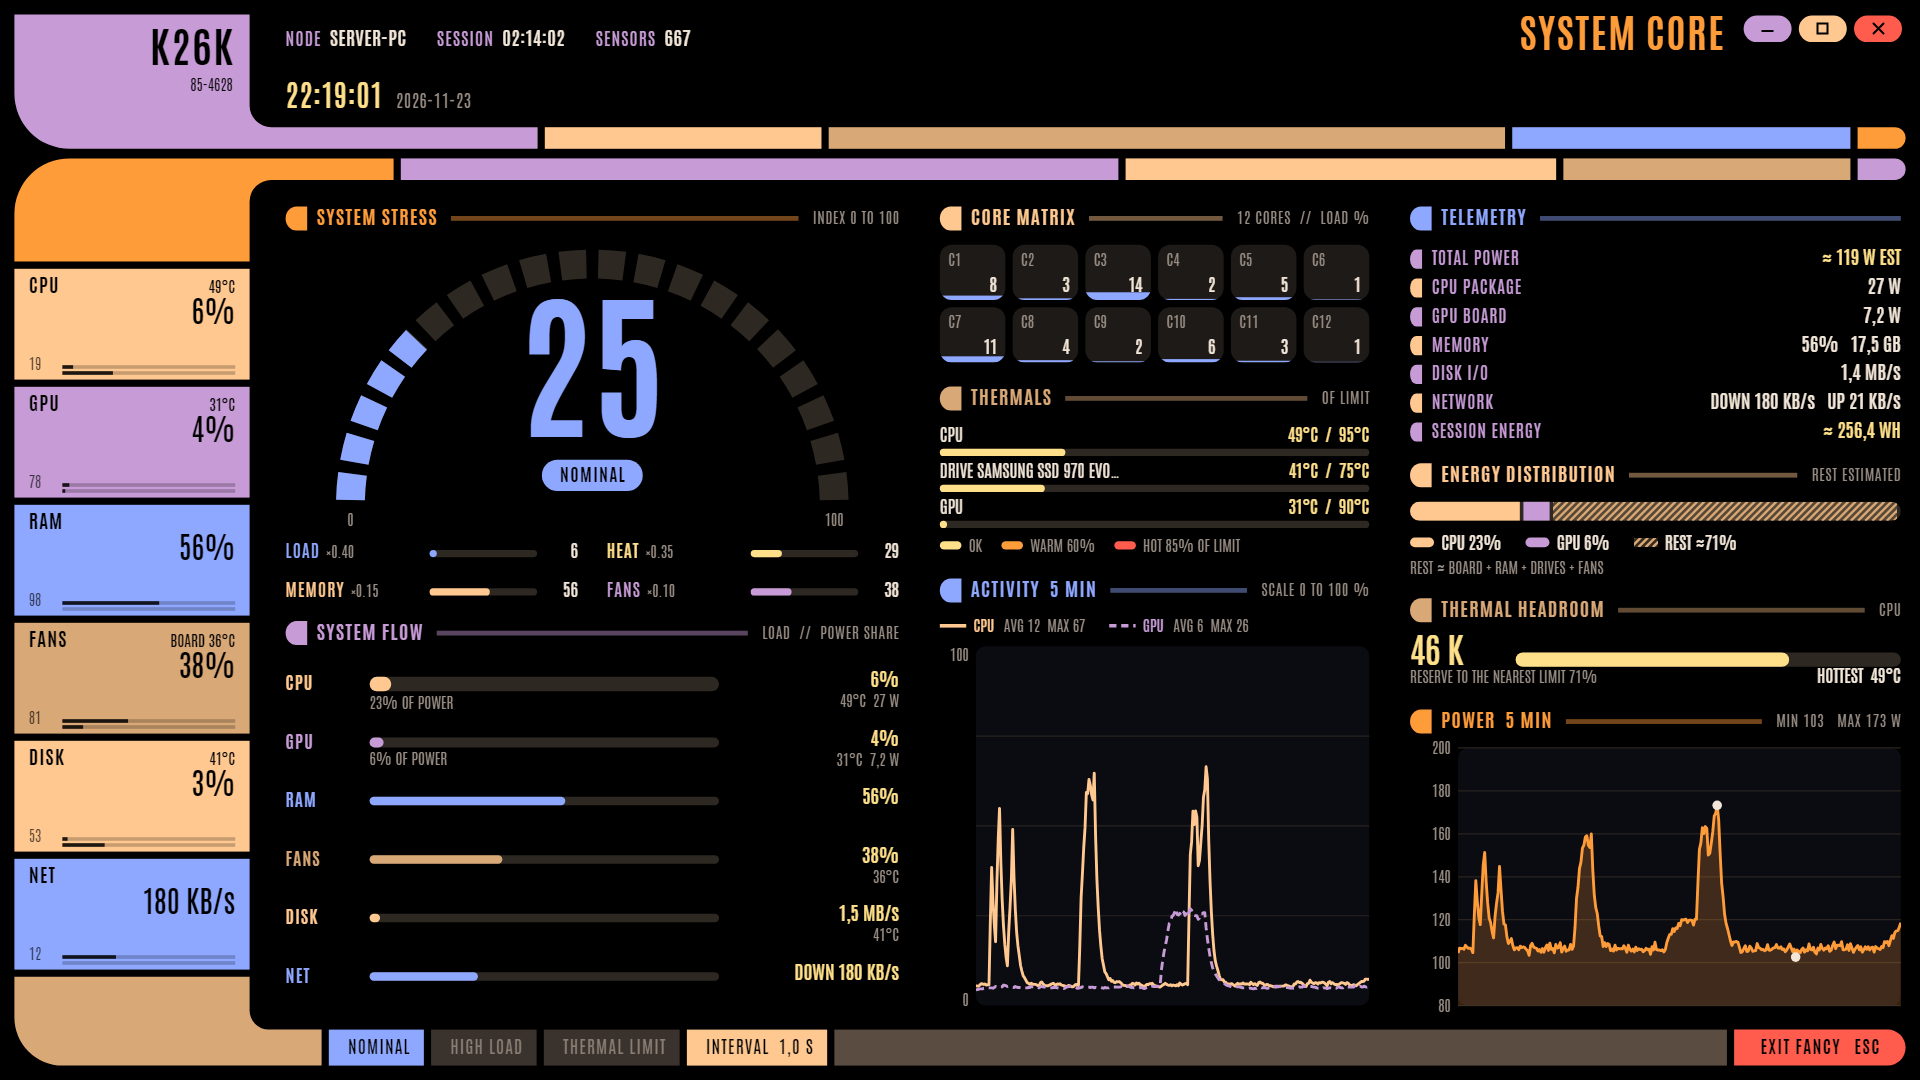 K26K
85-4628
NODE SERVER-PC SESSION 02:14:02 SENSORS 667
22:19:01 2026-11-23
SYSTEM CORE
CPU
49°C
6%
19
GPU
31°C
4%
78
RAM
56%
98
FANS
BOARD 36°C
38%
81
DISK
41°C
3%
53
NET
180 KB/s
12
SYSTEM STRESS INDEX 0 TO 100
25
NOMINAL
0 100
LOAD ×0.40 6 HEAT ×0.35 29
MEMORY ×0.15 56 FANS ×0.10 38
SYSTEM FLOW LOAD // POWER SHARE
CPU 6%
23% OF POWER 49°C 27 W
GPU 4%
6% OF POWER 31°C 7,2 W
RAM 56%
FANS 38%
36°C
DISK 1,5 MB/s
41°C
NET DOWN 180 KB/s
CORE MATRIX 12 CORES // LOAD %
C1 C2 C3 C4 C5 C6
8 3 14 2 5 1
C7 C8 C9 C10 C11 C12
11 4 2 6 3 1
THERMALS OF LIMIT
CPU 49°C / 95°C
DRIVE SAMSUNG SSD 970 EVO… 41°C / 75°C
GPU 31°C / 90°C
OK WARM 60% HOT 85% OF LIMIT
ACTIVITY 5 MIN SCALE 0 TO 100 %
CPU AVG 12 MAX 67 GPU AVG 6 MAX 26
100
0
TELEMETRY
TOTAL POWER ≈ 119 W EST
CPU PACKAGE 27 W
GPU BOARD 7,2 W
MEMORY 56% 17,5 GB
DISK I/O 1,4 MB/s
NETWORK DOWN 180 KB/s UP 21 KB/s
SESSION ENERGY ≈ 256,4 WH
ENERGY DISTRIBUTION REST ESTIMATED
CPU 23% GPU 6% REST ≈71%
REST ≈ BOARD + RAM + DRIVES + FANS
THERMAL HEADROOM CPU
46 K
RESERVE TO THE NEAREST LIMIT 71% HOTTEST 49°C
POWER 5 MIN MIN 103 MAX 173 W
200
180
160
140
120
100
80
NOMINAL HIGH LOAD THERMAL LIMIT INTERVAL 1,0 S EXIT FANCY ESC